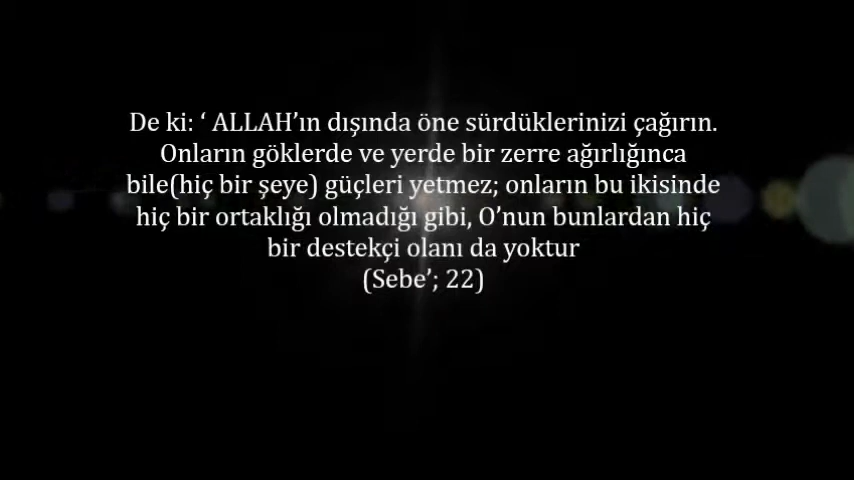 De ki: ‘ ALLAH’ın dışında öne sürdüklerinizi çağırın.
Onların göklerde ve yerde bir zerre ağırlığınca
bile(hiç bir şeye) güçleri yetmez; onların bu ikisinde
hiç bir ortaklığı olmadığı gibi, O’nun bunlardan hiç
bir destekçi olanı da yoktur
(Sebe’; 22)